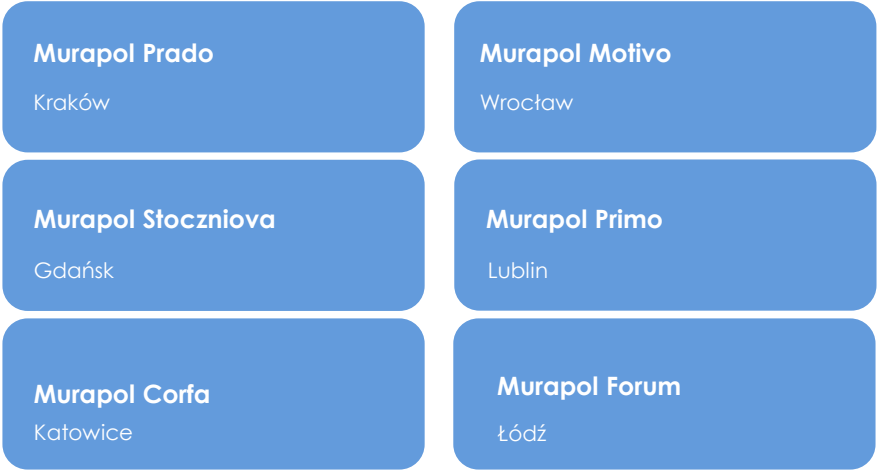 Murapol Prado
Kraków
Murapol Motivo
Wrocław
Murapol Stoczniova
Gdańsk
Murapol Primo
Lublin
Murapol Corfa
Katowice
Murapol Forum
Łódź